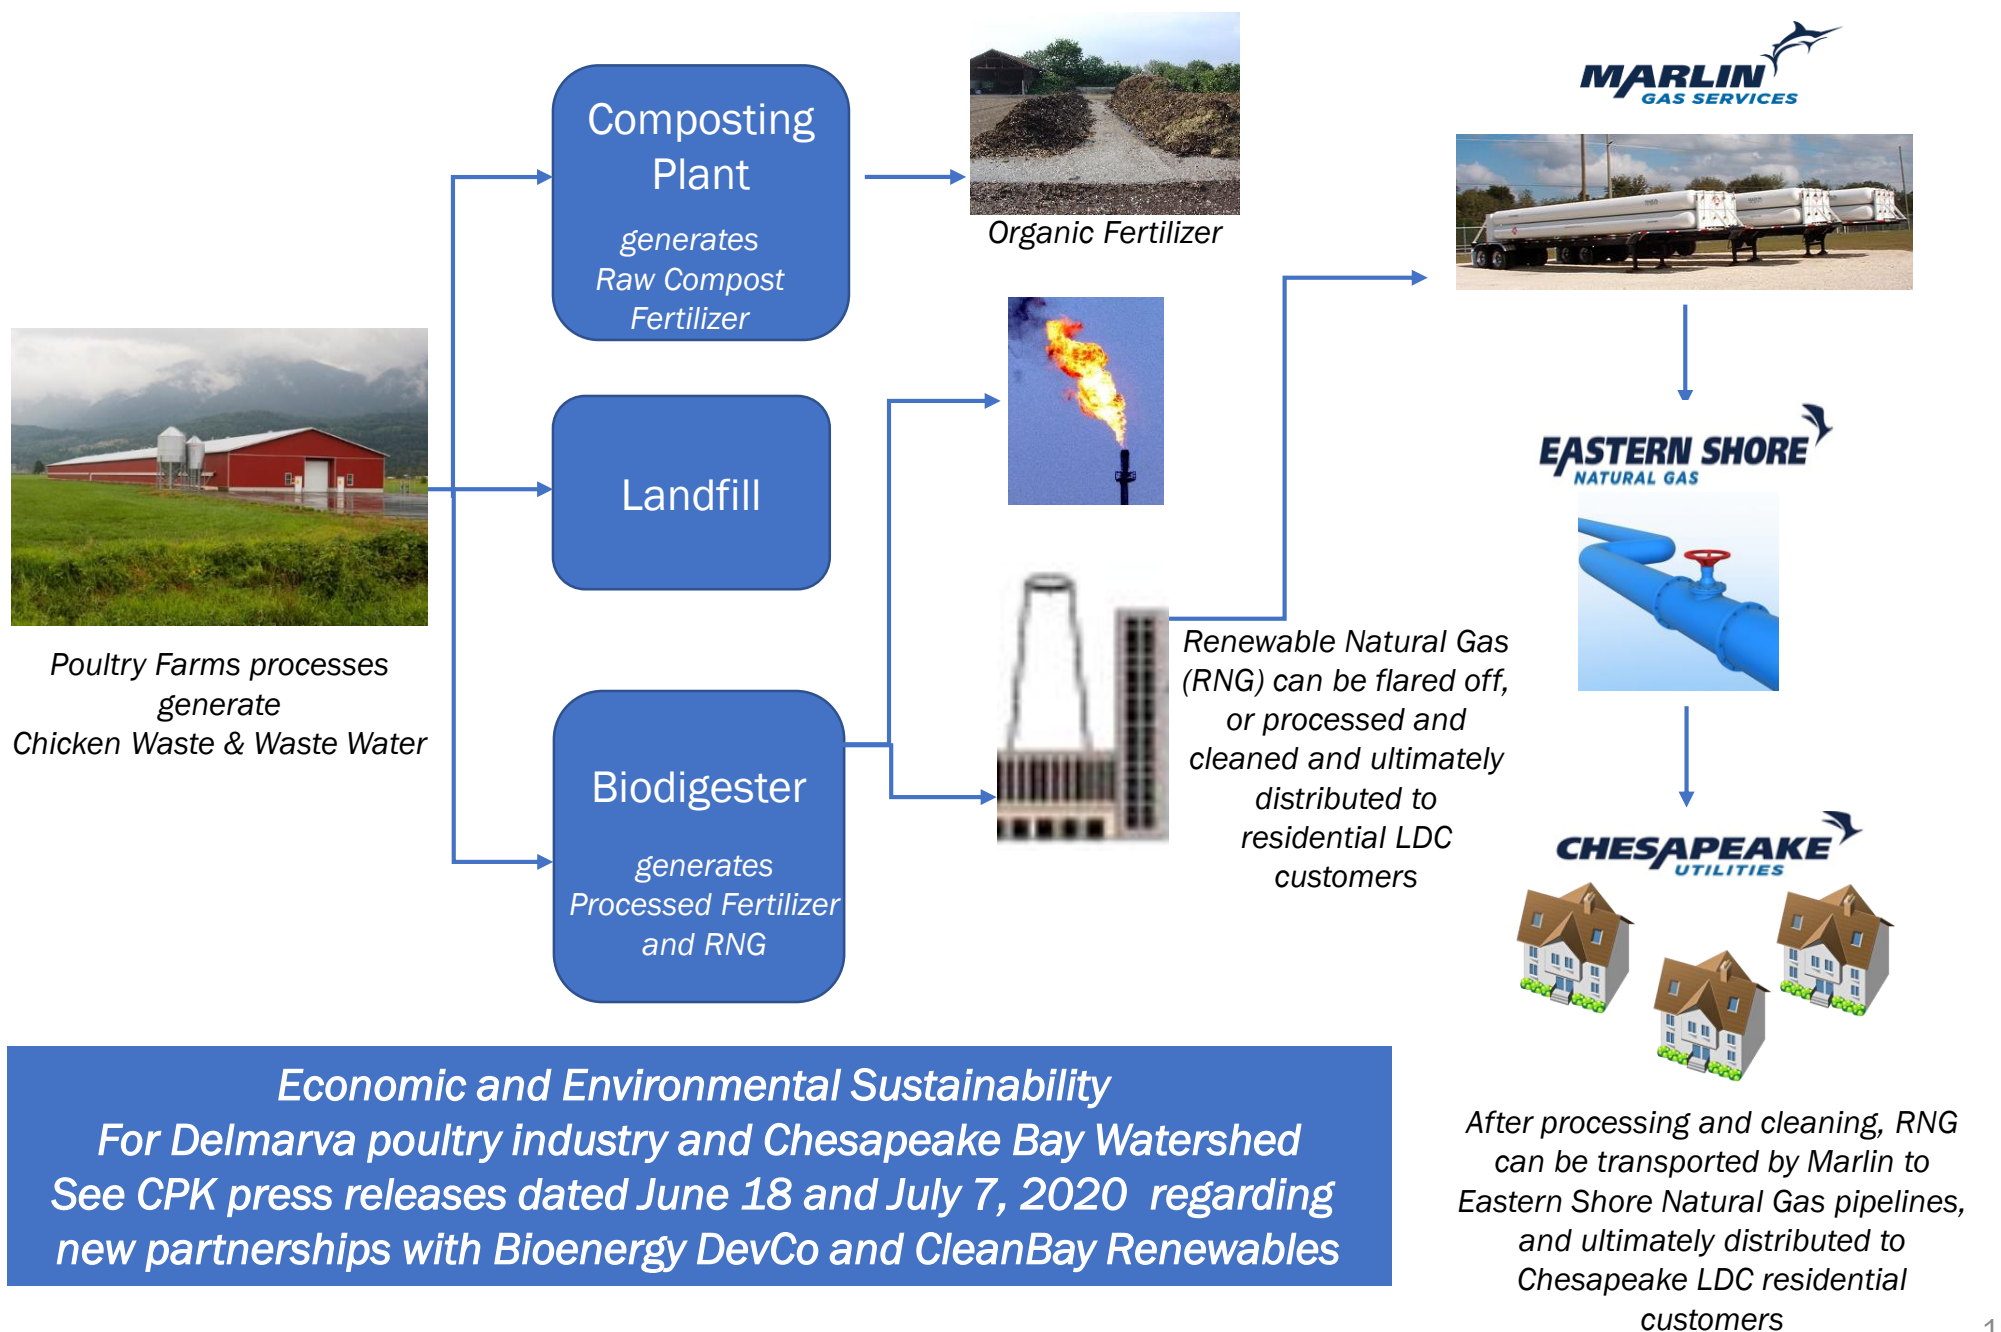 Composting
Plant
generates
Raw Compost
Fertilizer
Organic Fertilizer
MARLIN
GAS SERVICES
Landfill
EASTERN SHORE
NATURAL GAS
Poultry Farms processes
generate
Chicken Waste & Waste Water
Biodigester
generates
Processed Fertilizer
and RNG
Renewable Natural Gas
(RNG) can be flared off,
or processed and
cleaned and ultimately
distributed to
residential LDC
customers
CHESAPEAKE
UTILITIES
Economic and Environmental Sustainability
For Delmarva poultry industry and Chesapeake Bay Watershed
See CPK press releases dated June 18 and July 7, 2020 regarding
new partnerships with Bioenergy DevCo and CleanBay Renewables
After processing and cleaning, RNG
can be transported by Marlin to
Eastern Shore Natural Gas pipelines,
and ultimately distributed to
Chesapeake LDC residential
customers
1